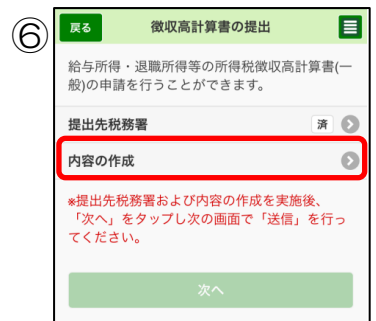 ⑥
戻る 徴収高計算書の提出
給与所得・退職所得等の所得税徴収高計算書(一
般)の申請を行うことができます。
提出先税務署 済
内容の作成
※提出先税務署および内容の作成を実施後、
「次へ」をタップし次の画面で「送信」を行っ
てください。
次へ